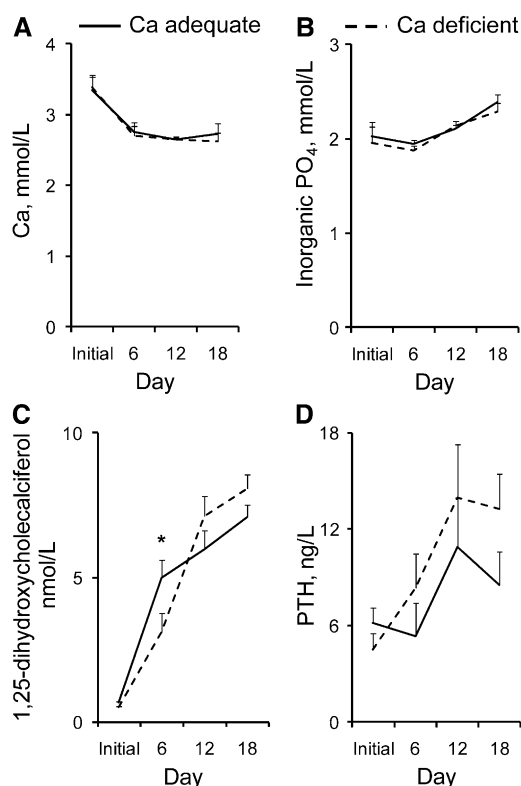 A
Ca adequate
B
Ca deficient
Ca, mmol/L
4
3
2
1
0
Initial 6 12 18
Day
Inorganic PO4, mmol/L
3
2
1
0
Initial 6 12 18
Day
C
1,25-dihydroxycholecalciferol
nmol/L
10
5
0
*
Initial 6 12 18
Day
D
PTH, ng/L
18
12
6
0
Initial 6 12 18
Day